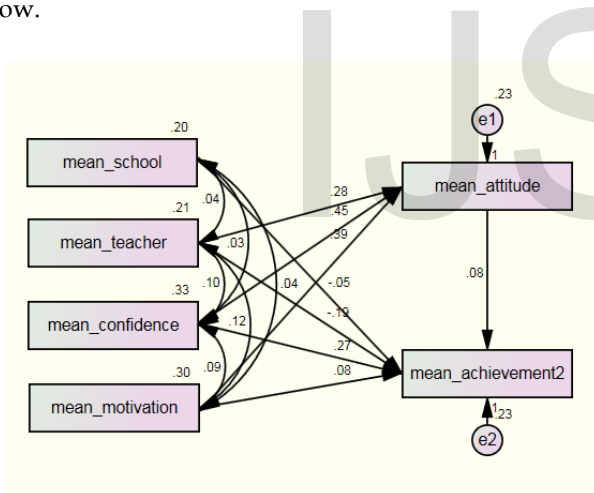 ow.
IJS
.23
e1
1
.20
mean_school
mean_attitude
.04
.28
.45
.39
.21
mean_teacher
.03
.10
.04
-.05
.08
.33
mean_confidence
.12
-.19
.27
.09
.30
.08
mean_achievement2
mean_motivation
1
.23
e2